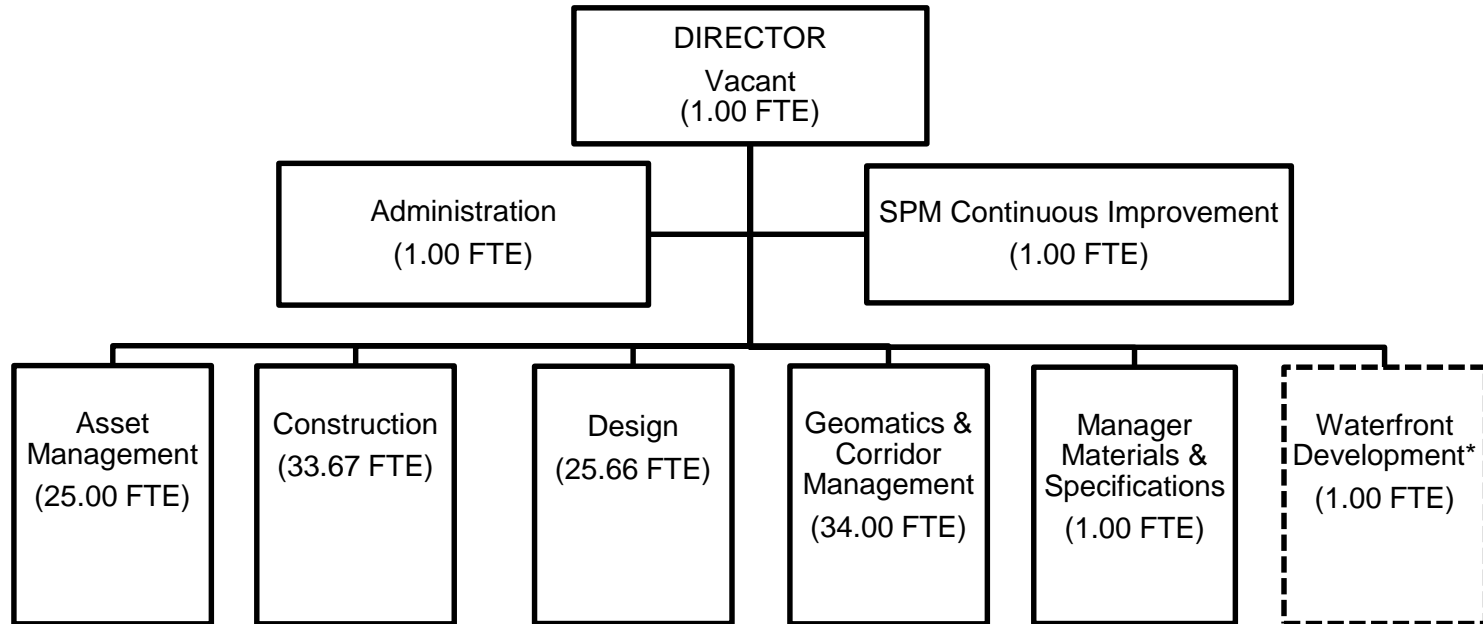 DIRECTOR
Vacant
(1.00 FTE)
Administration
(1.00 FTE)
SPM Continuous Improvement
(1.00 FTE)
Asset
Management
(25.00 FTE)
Construction
(33.67 FTE)
Design
(25.66 FTE)
Geomatics &
Corridor
Management
(34.00 FTE)
Manager
Materials &
Specifications
(1.00 FTE)
Waterfront
Development*
(1.00 FTE)